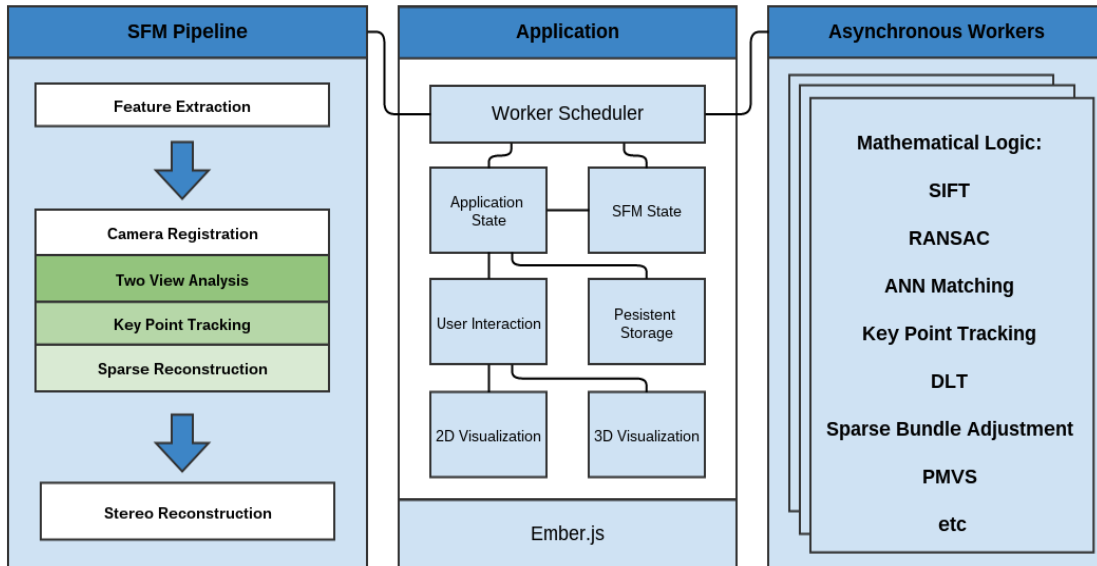 SFM Pipeline
Feature Extraction
Camera Registration
Two View Analysis
Key Point Tracking
Sparse Reconstruction
Stereo Reconstruction
Application
Worker Scheduler
Application
State
SFM State
User Interaction
Pesistent
Storage
2D Visualization
3D Visualization
Ember.js
Asynchronous Workers
Mathematical Logic:
SIFT
RANSAC
ANN Matching
Key Point Tracking
DLT
Sparse Bundle Adjustment
PMVS
etc